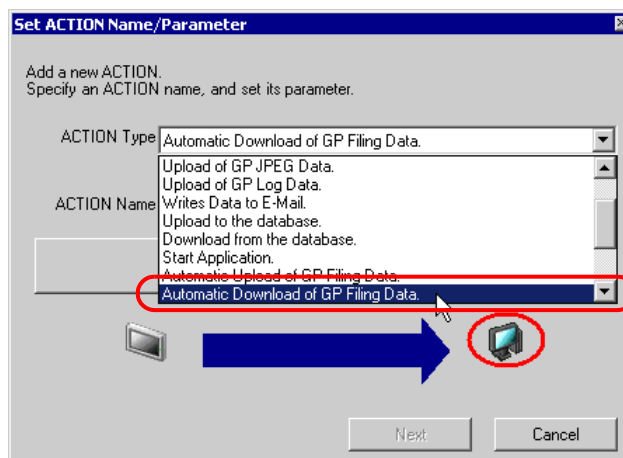 Set ACTION Name/Parameter
Add a new ACTION.
Specify an ACTION name, and set its parameter.
ACTION Type
Automatic Download of GP Filing Data.
Upload of GP JPEG Data.
Upload of GP Log Data.
Writes Data to E-Mail.
ACTION Name
Upload to the database.
Download from the database.
Start Application.
Automatic Upload of GP Filing Data.
Automatic Download of GP Filing Data.
Next
Cancel